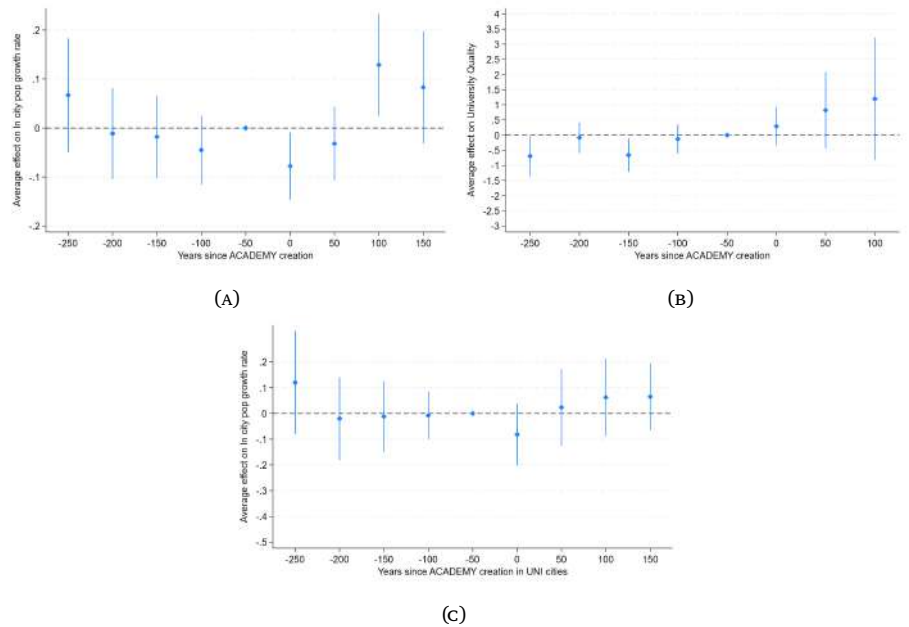 .2
.1
0
-.1
-.2
Average effect on ln city pop growth rate
-250 -200 -150 -100 -50 0 50 100 150
Years since ACADEMY creation
(A)
4
3.5
3
2.5
2
1.5
1
.5
0
-.5
-1
-1.5
-2
-2.5
-3
Average effect on University Quality
-250 -200 -150 -100 -50 0 50 100
Years since ACADEMY creation
(B)
.2
.1
0
-.1
-.2
-.3
-.4
-.5
Average effect on ln city pop growth rate
-250 -200 -150 -100 -50 0 50 100 150
Years since ACADEMY creation in UNI cities
(C)